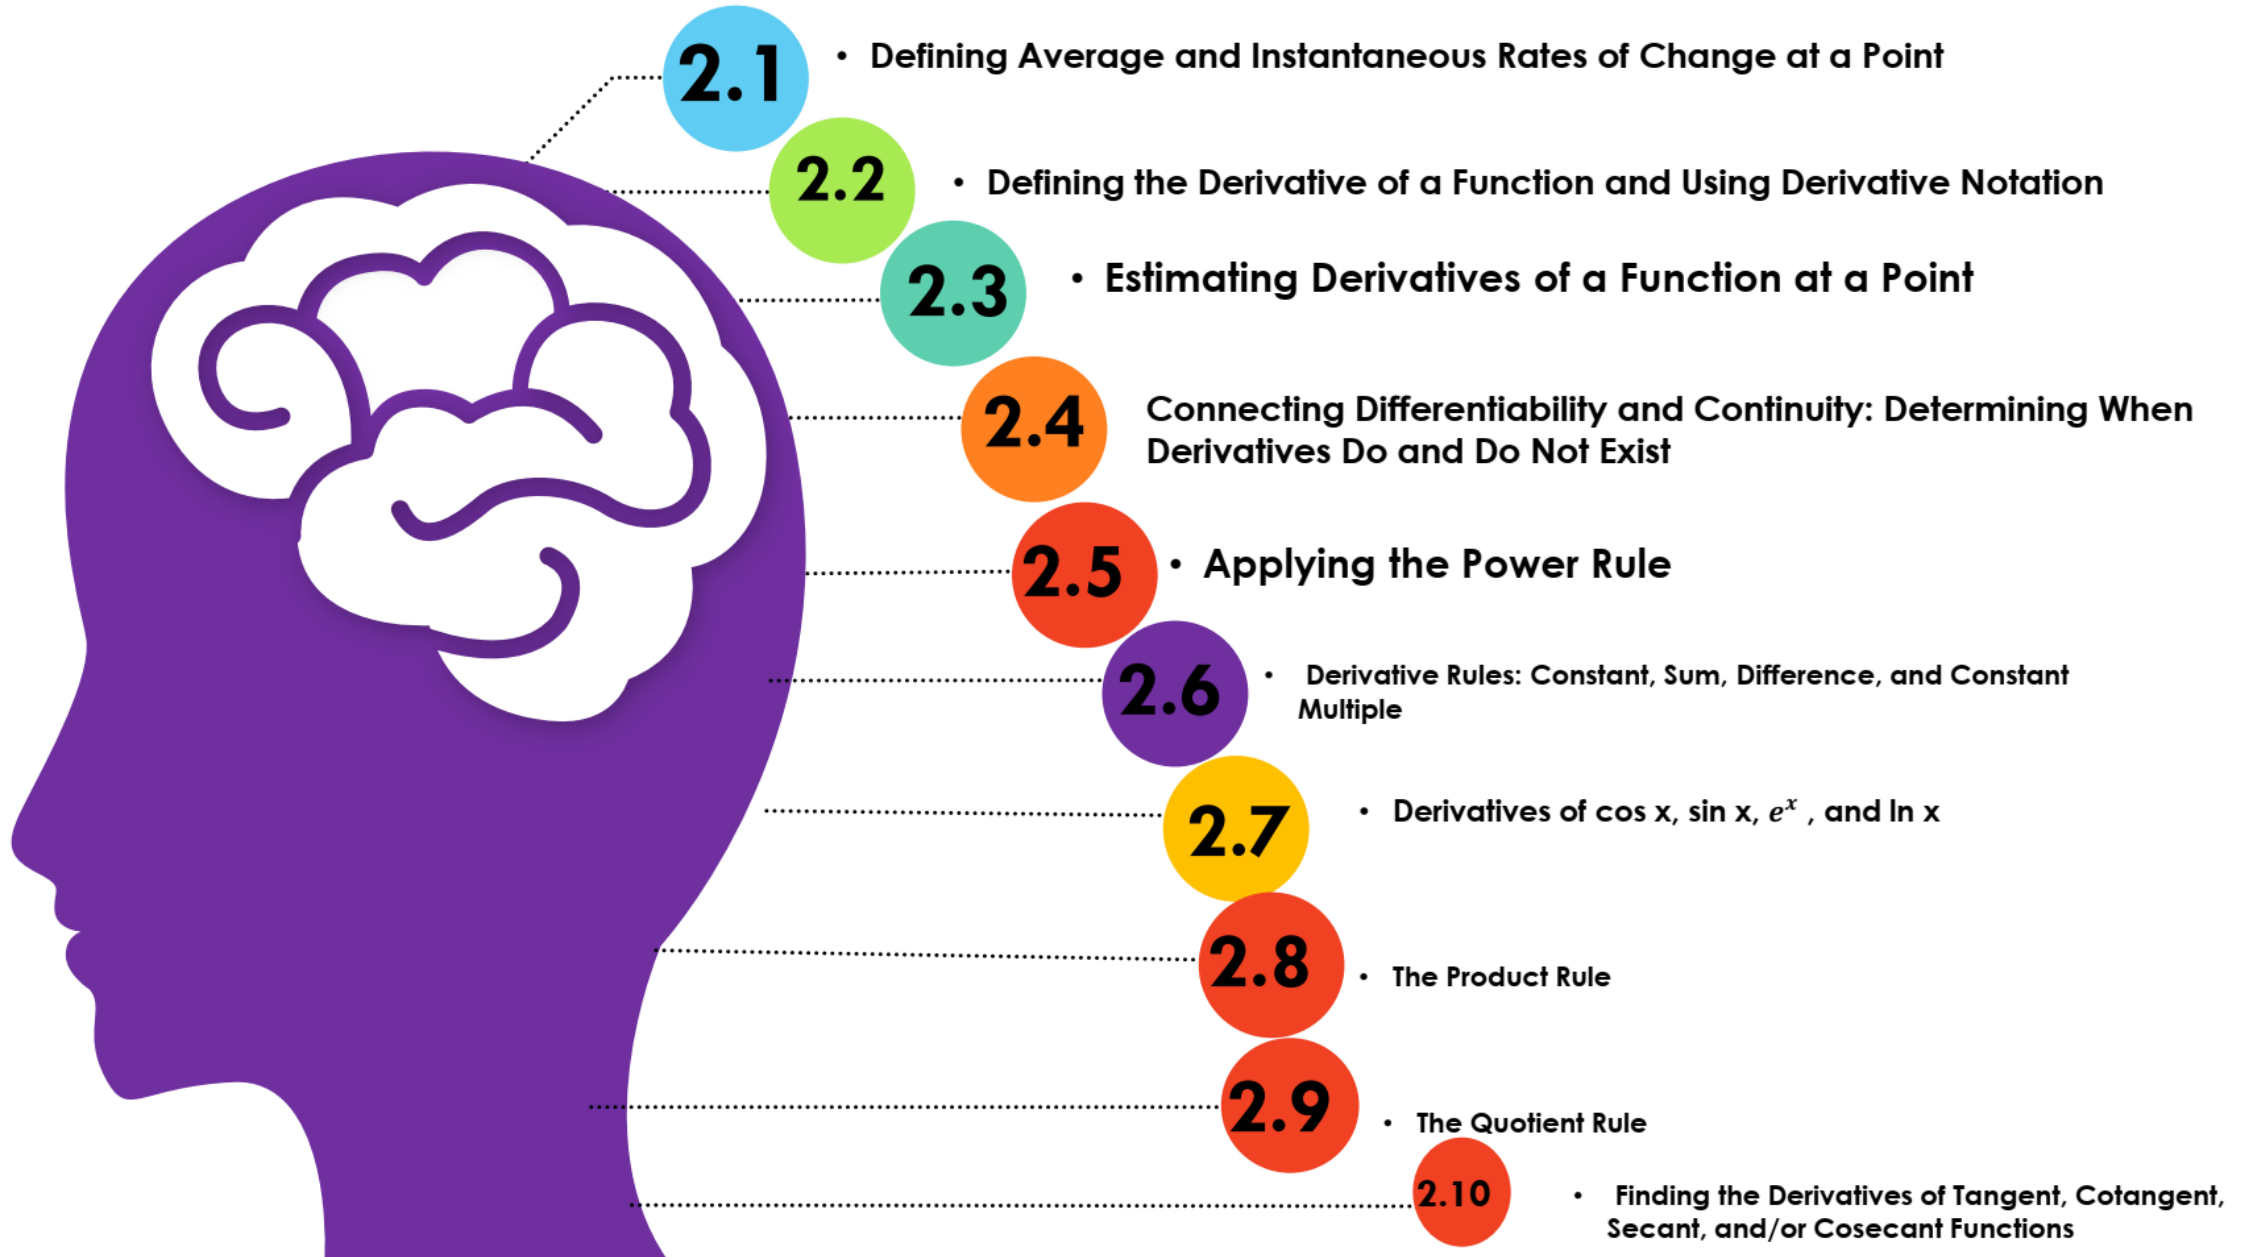 2.1
• Defining Average and Instantaneous Rates of Change at a Point
2.2
• Defining the Derivative of a Function and Using Derivative Notation
2.3
• Estimating Derivatives of a Function at a Point
2.4
Connecting Differentiability and Continuity: Determining When
Derivatives Do and Do Not Exist
2.5
• Applying the Power Rule
2.6
• Derivative Rules: Constant, Sum, Difference, and Constant
Multiple
2.7
• Derivatives of cos x, sin x, eˣ , and ln x
2.8
• The Product Rule
2.9
• The Quotient Rule
2.10
• Finding the Derivatives of Tangent, Cotangent,
Secant, and/or Cosecant Functions